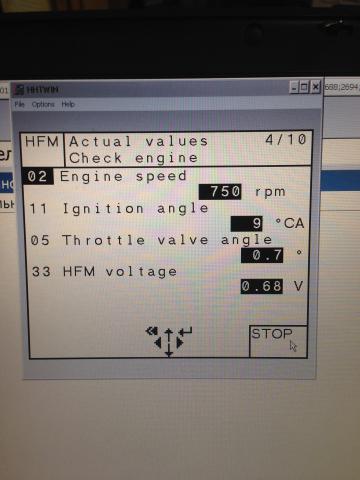 HHTWIN
File Options Help
HFM Actual values 4/10
Check engine
02 Engine speed
750 rpm
11 Ignition angle
9 °CA
05 Throttle valve angle
0.7 °
33 HFM voltage
0.68 V
STOP